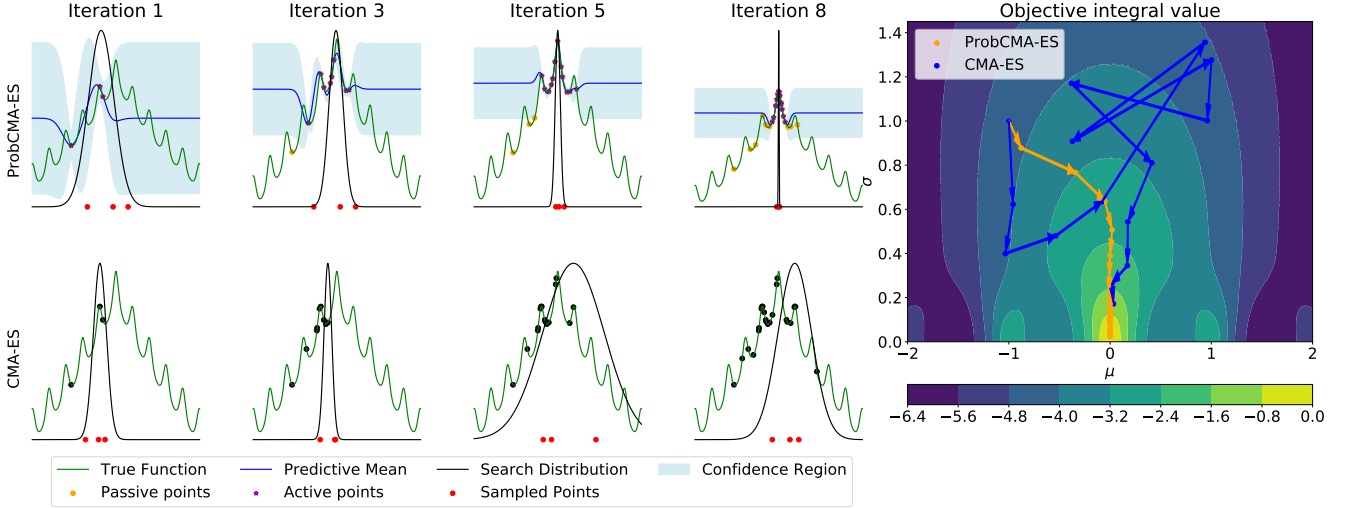 Iteration 1
Iteration 3
Iteration 5
Iteration 8
Objective integral value
ProbCMA-ES
CMA-ES
ProbCMA-ES
CMA-ES
σ
1.4
1.2
1.0
0.8
0.6
0.4
0.2
0.0
−2
−1
0
1
2
μ
−6.4
−5.6
−4.8
−4.0
−3.2
−2.4
−1.6
−0.8
0.0
True Function
Predictive Mean
Search Distribution
Confidence Region
Passive points
Active points
Sampled Points